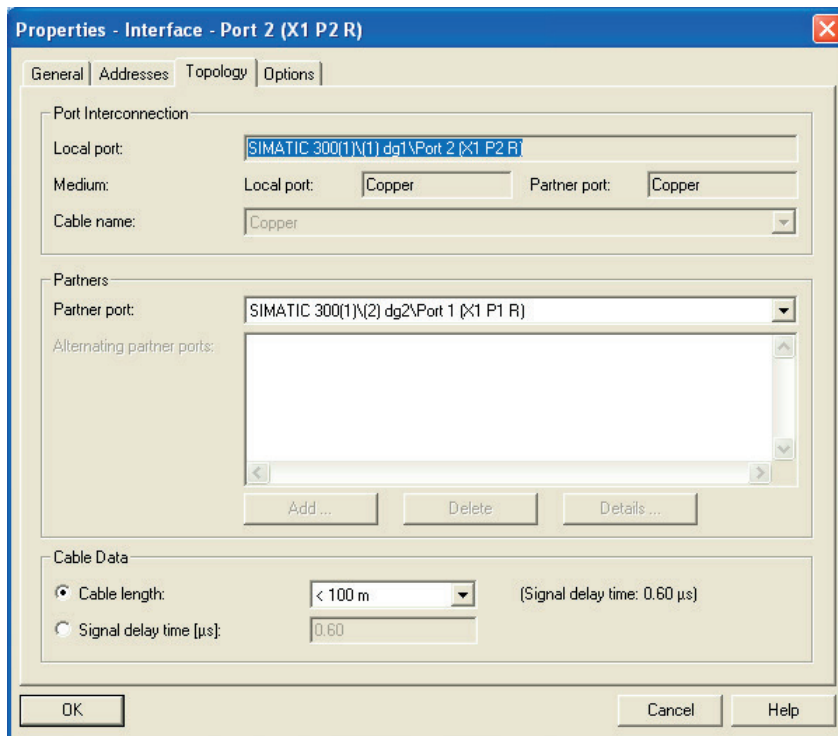 Properties - Interface - Port 2 (X1 P2 R)
General Addresses Topology Options
Port Interconnection
Local port: SIMATIC 300(1)\(1) dg1\Port 2 (X1 P2 R)
Medium: Local port: Copper Partner port: Copper
Cable name: Copper
Partners
Partner port: SIMATIC 300(1)\(2) dg2\Port 1 (X1 P1 R)
Alternating partner ports:
Add ... Delete Details ...
Cable Data
Cable length: < 100 m (Signal delay time: 0.60 µs)
Signal delay time [µs]: 0.60
OK Cancel Help